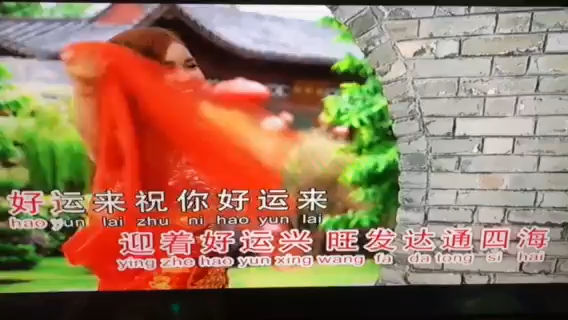 好运来祝你好运来
hao yun lai zhu ni hao yun lai
迎着好运兴旺发达通四海
ying zhe hao yun xing wang fa da tong si hai